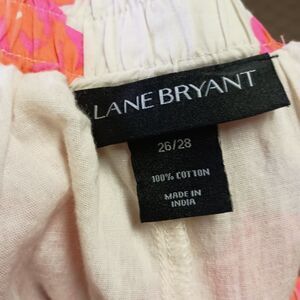 LANE BRYANT
26/28
100% COTTON
MADE IN
INDIA